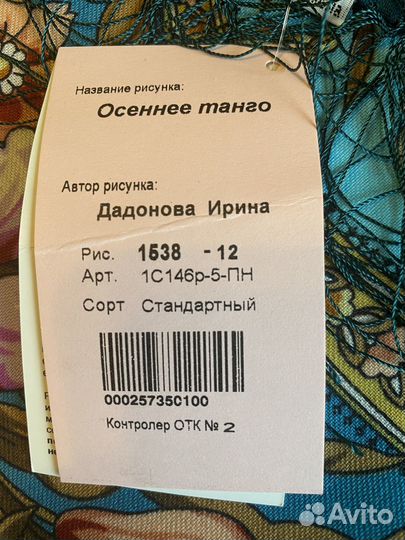 Название рисунка:
Осеннее танго
Автор рисунка:
Дадонова Ирина
Рис. 1538 - 12
Арт. 1С146р-5-ПН
Сорт Стандартный
000257350100
Контролер ОТК № 2
Avito